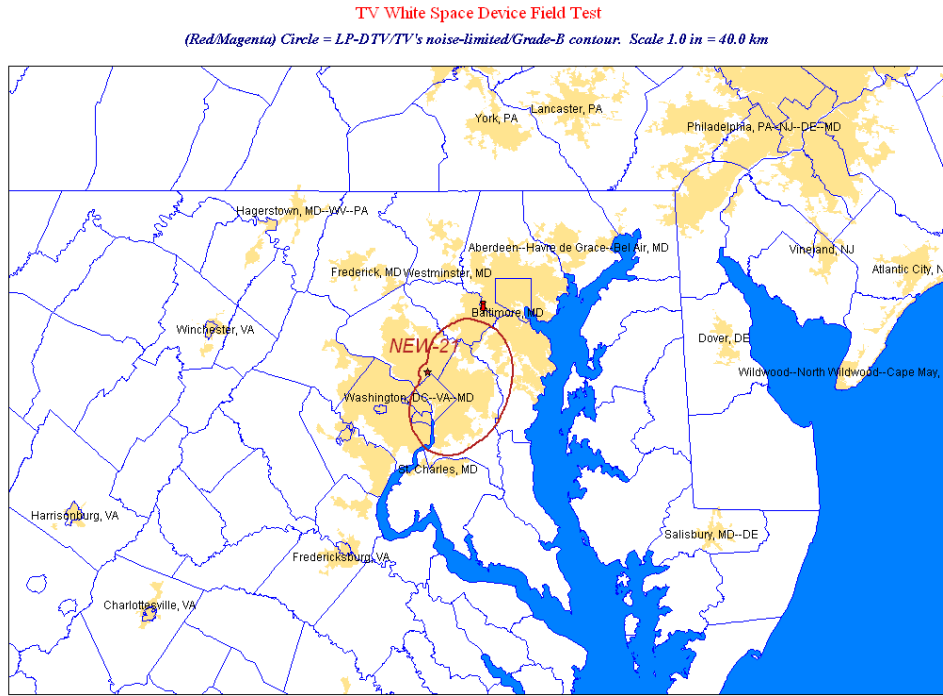 TV White Space Device Field Test
(Red/Magenta) Circle = LP-DTV/TV's noise-limited/Grade-B contour. Scale 1.0 in = 40.0 km
Lancaster, PA
York, PA
Philadelphia, PA--NJ--DE--MD
Hagerstown, MD--WV--PA
Aberdeen--Havre de Grace--Bel Air, MD
Vineland, NJ
Frederick, MD
Westminster, MD
Atlantic City, N
Baltimore, MD
Winchester, VA
Dover, DE
NEW-21
Wildwood--North Wildwood--Cape May,
Washington, DC--VA--MD
St. Charles, MD
Harrisonburg, VA
Salisbury, MD--DE
Fredericksburg, VA
Charlottesville, VA